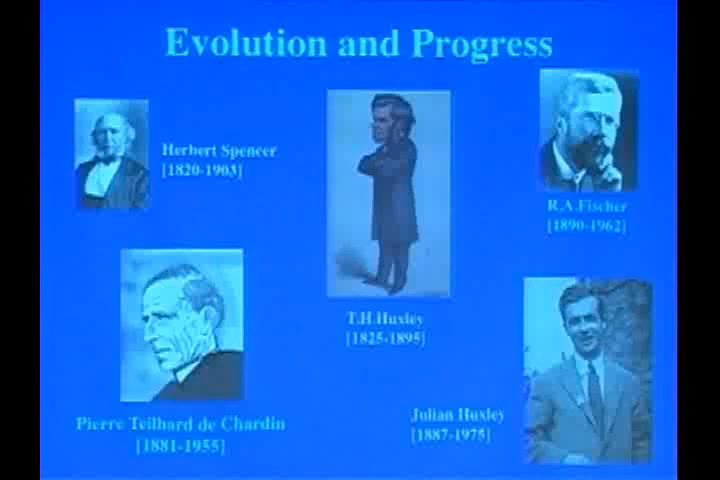 Evolution and Progress
Herbert Spencer
[1820-1903]
R.A.Fischer
[1890-1962]
T.H.Huxley
[1825-1895]
Pierre Teilhard de Chardin
[1881-1955]
Julian Huxley
[1887-1975]